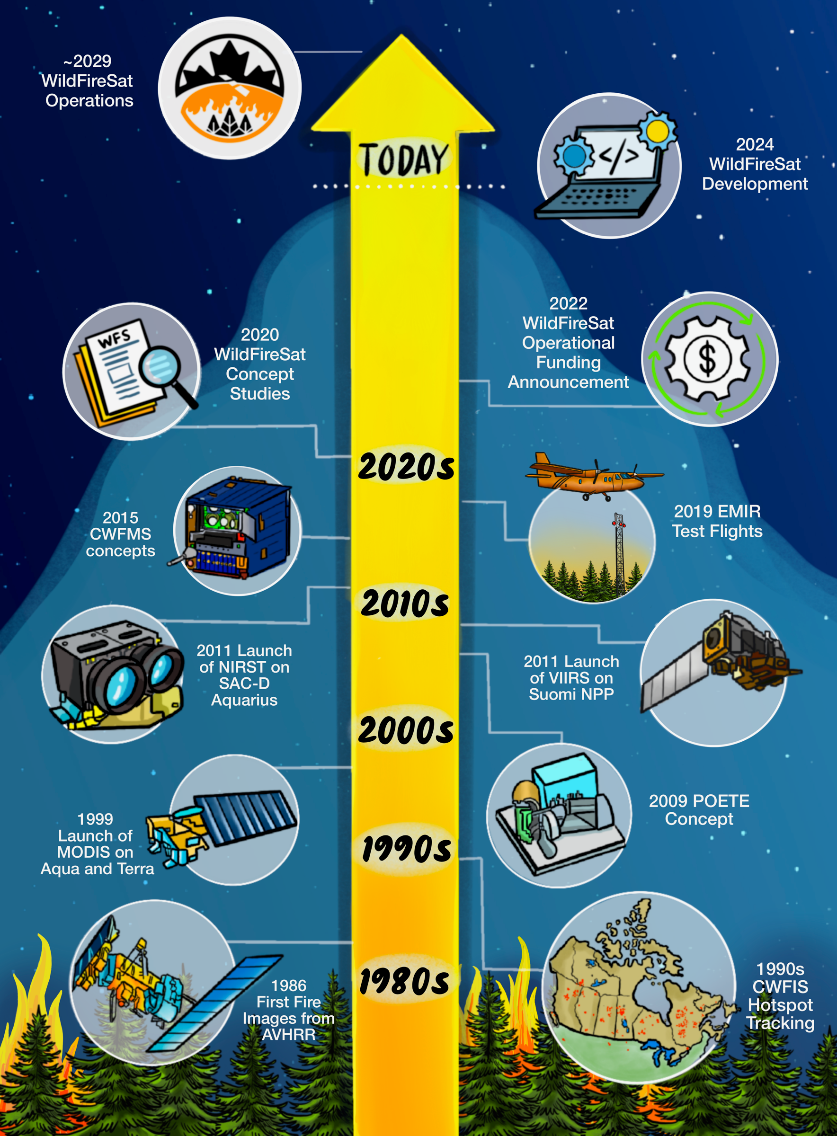 ~2029
WildFireSat
Operations
TODAY
</>
2024
WildFireSat
Development
WFS
2020
WildFireSat
Concept
Studies
2022
WildFireSat
Operational
Funding
Announcement
$
2020s
2015
CWFMS
concepts
2019 EMIR
Test Flights
2010s
2011 Launch
of NIRST on
SAC-D
Aquarius
2011 Launch
of VIIRS on
Suomi NPP
2000s
1999
Launch of
MODIS on
Aqua and Terra
2009 POETE
Concept
1990s
1980s
1986
First Fire
Images from
AVHRR
1990s
CWFIS
Hotspot
Tracking